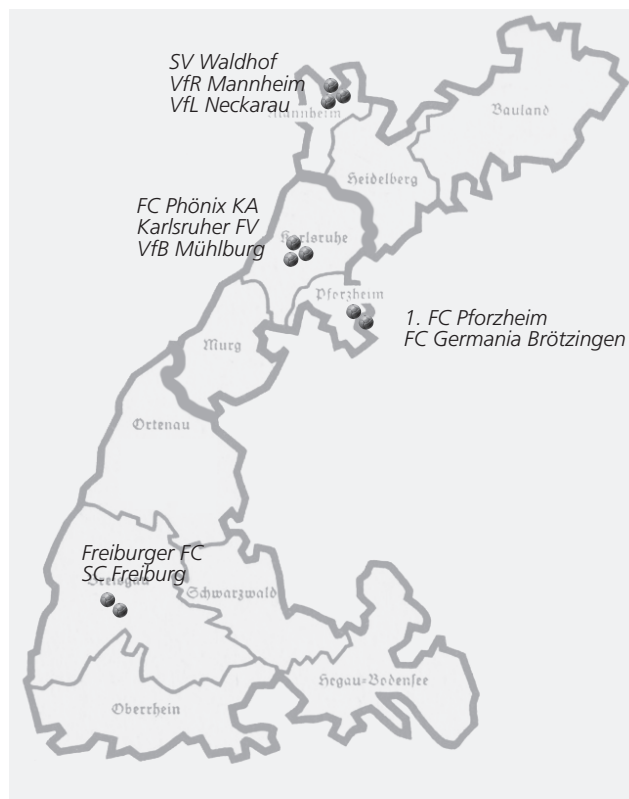 SV Waldhof
VfR Mannheim
VfL Neckarau
Mannheim
Bauland
Heidelberg
FC Phönix KA
Karlsruher FV
VfB Mühlburg
Karlsruhe
Pforzheim
1. FC Pforzheim
FC Germania Brötzingen
Murg
Ortenau
Freiburger FC
SC Freiburg
Breisgau
Schwarzwald
Hegau=Bodensee
Oberrhein